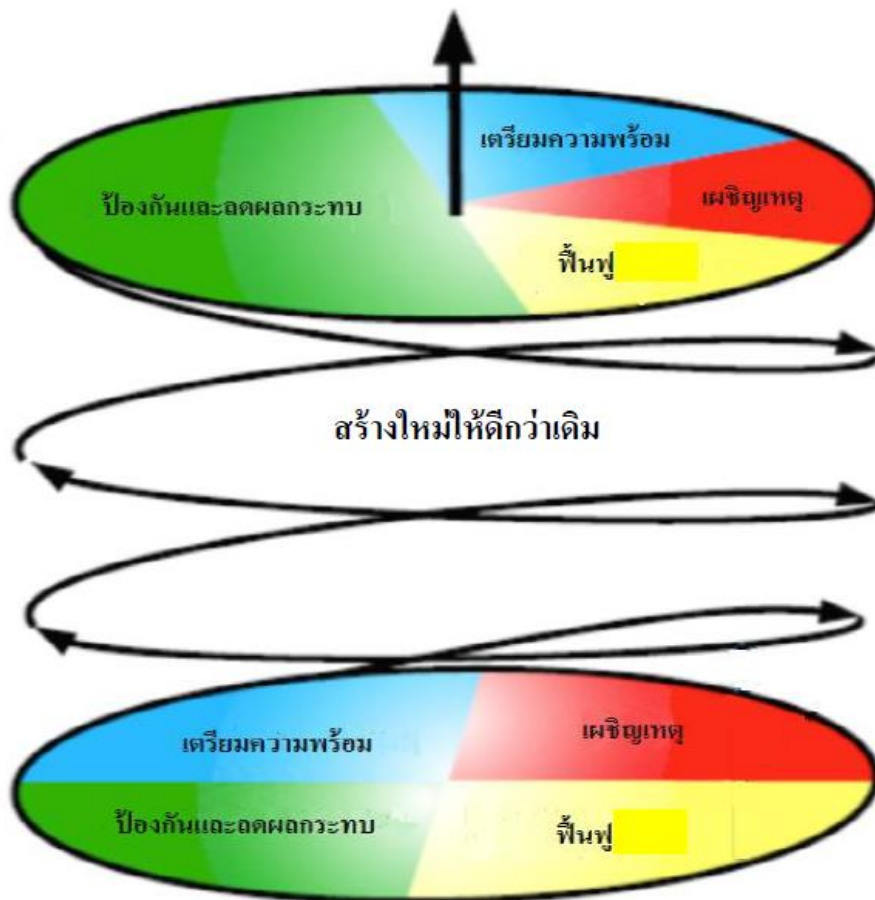 เตรียมความพร้อม
ป้องกันและลดผลกระทบ
เผชิญเหตุ
ฟื้นฟู
สร้างใหม่ให้ดีกว่าเดิม
เตรียมความพร้อม
เผชิญเหตุ
ป้องกันและลดผลกระทบ
ฟื้นฟู